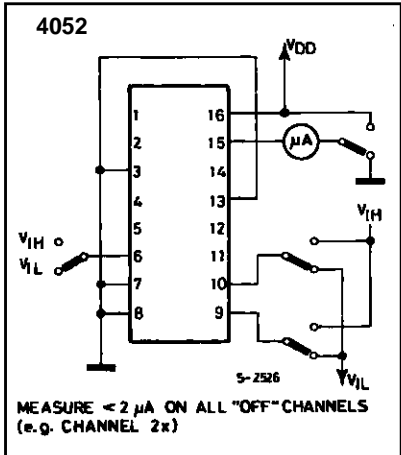 4052
VDD
1 16
2 15 µA
3 14
4 13
5 12 VIH
VIH
VIL 6 11
7 10
8 9
S-2526 VIL
MEASURE < 2 µA ON ALL "OFF" CHANNELS
(e.g. CHANNEL 2x)